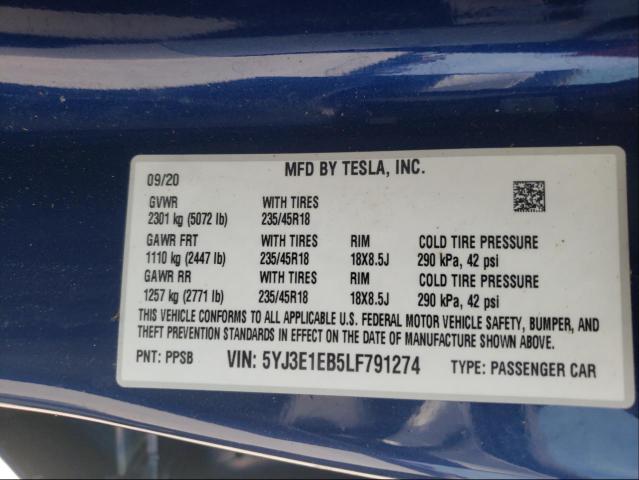 MFD BY TESLA, INC.
09/20
GVWR WITH TIRES
2301 kg (5072 lb) 235/45R18
GAWR FRT WITH TIRES RIM COLD TIRE PRESSURE
1110 kg (2447 lb) 235/45R18 18X8.5J 290 kPa, 42 psi
GAWR RR WITH TIRES RIM COLD TIRE PRESSURE
1257 kg (2771 lb) 235/45R18 18X8.5J 290 kPa, 42 psi
THIS VEHICLE CONFORMS TO ALL APPLICABLE U.S. FEDERAL MOTOR VEHICLE SAFETY, BUMPER, AND
THEFT PREVENTION STANDARDS IN EFFECT ON THE DATE OF MANUFACTURE SHOWN ABOVE.
PNT: PPSB VIN: 5YJ3E1EB5LF791274 TYPE: PASSENGER CAR